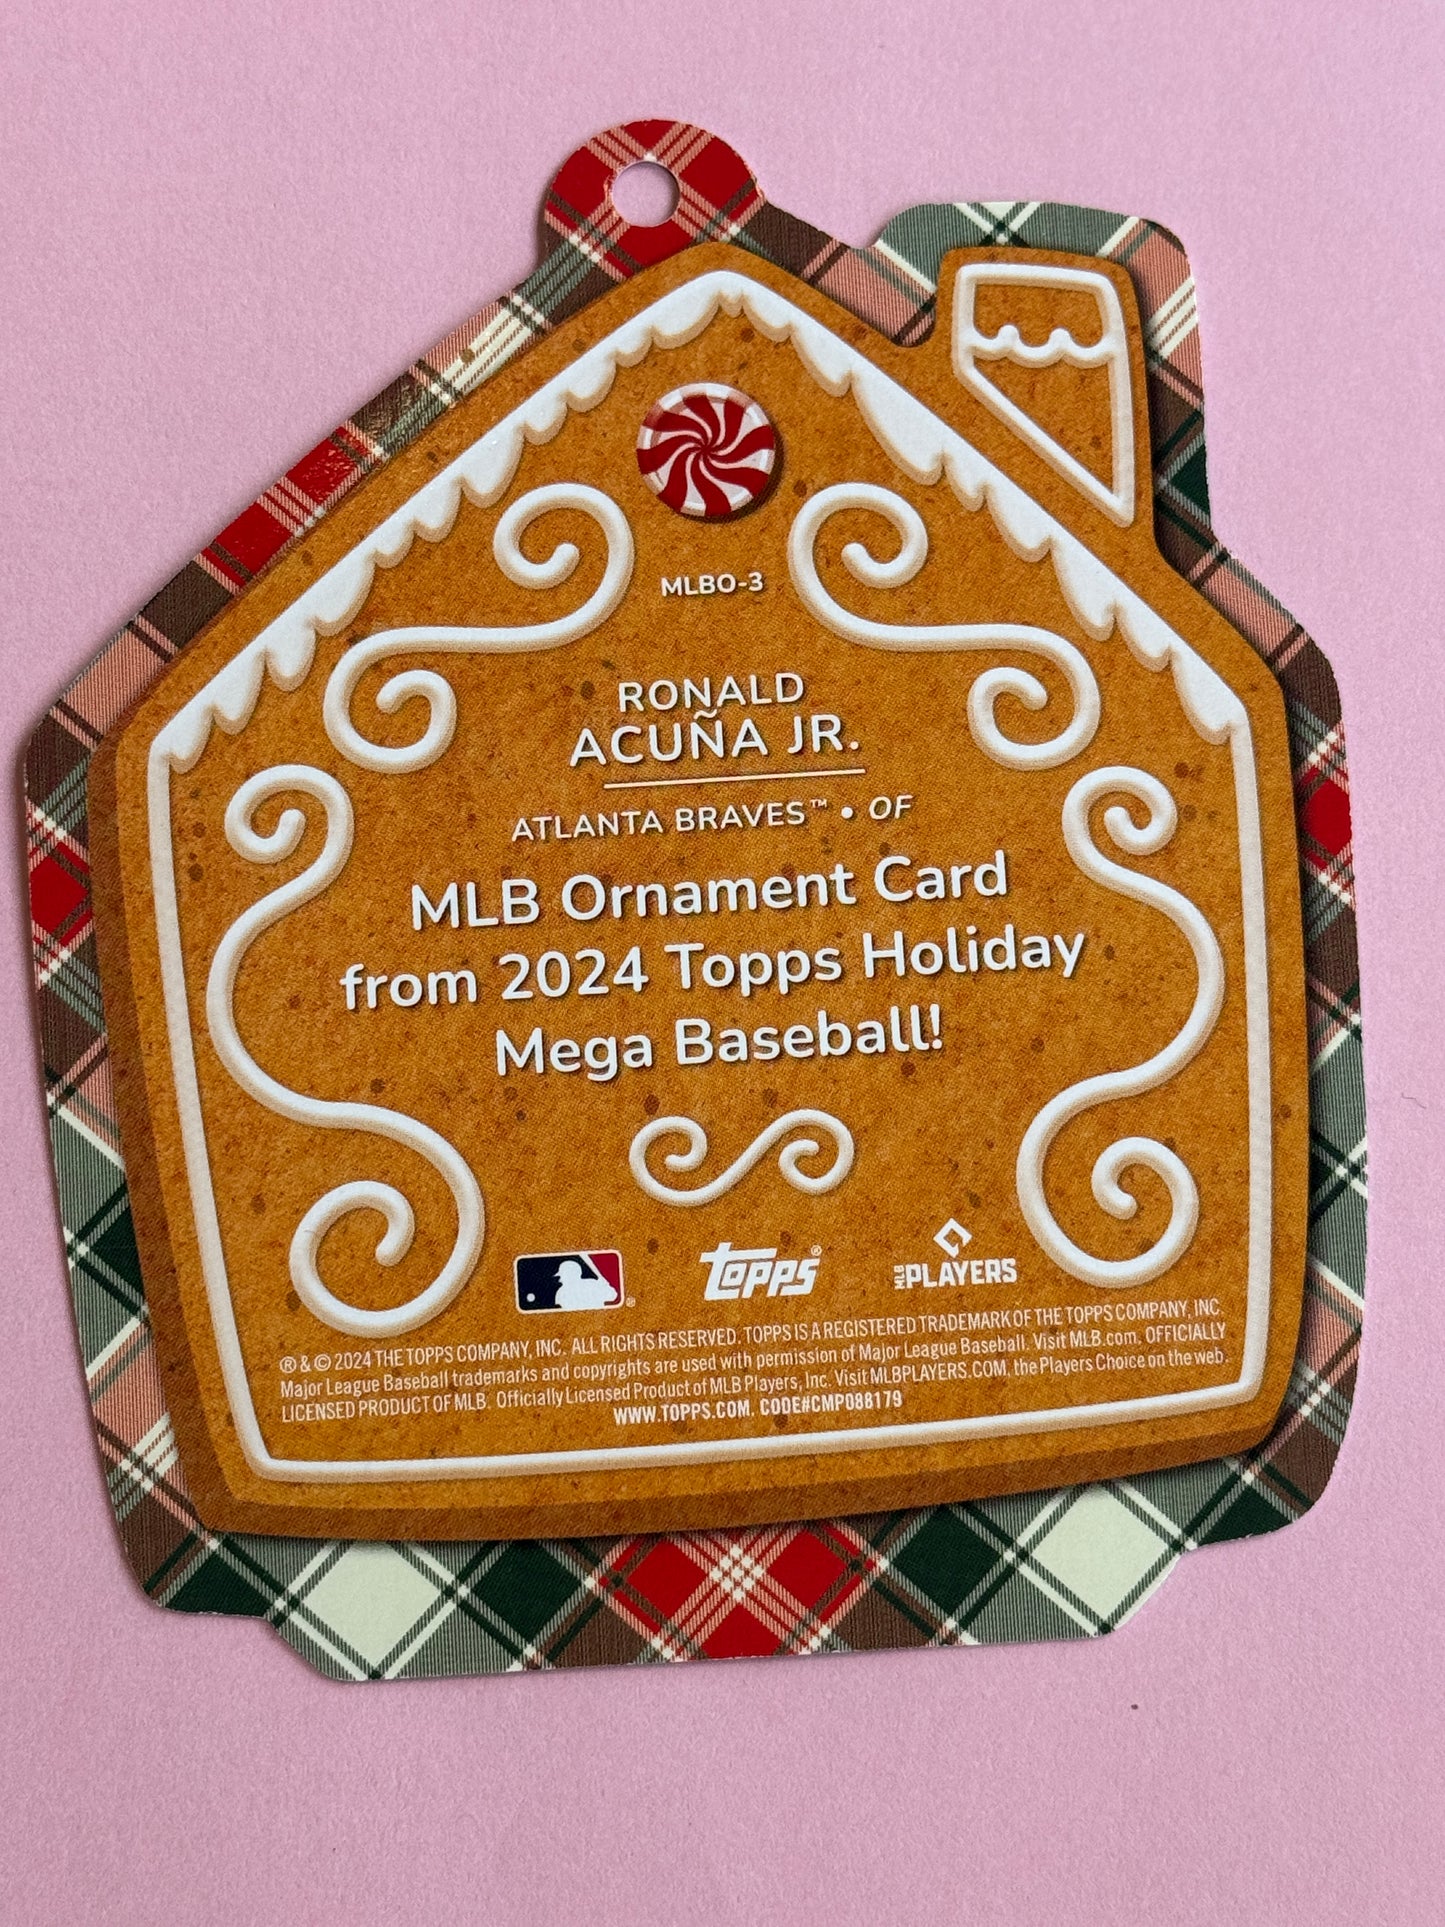 MLBO-3
RONALD
ACUÑA JR.
ATLANTA BRAVES™ • OF
MLB Ornament Card
from 2024 Topps Holiday
Mega Baseball!
topps®
MLB PLAYERS
®&©2024 THE TOPPS COMPANY, INC. ALL RIGHTS RESERVED. TOPPS IS A REGISTERED TRADEMARK OF THE TOPPS COMPANY, INC.
Major League Baseball trademarks and copyrights are used with permission of Major League Baseball. Visit MLB.com. OFFICIALLY
LICENSED PRODUCT OF MLB. Officially Licensed Product of MLB Players, Inc. Visit MLBPLAYERS.COM, the Players Choice on the web.
WWW.TOPPS.COM. CODE#CMP088179